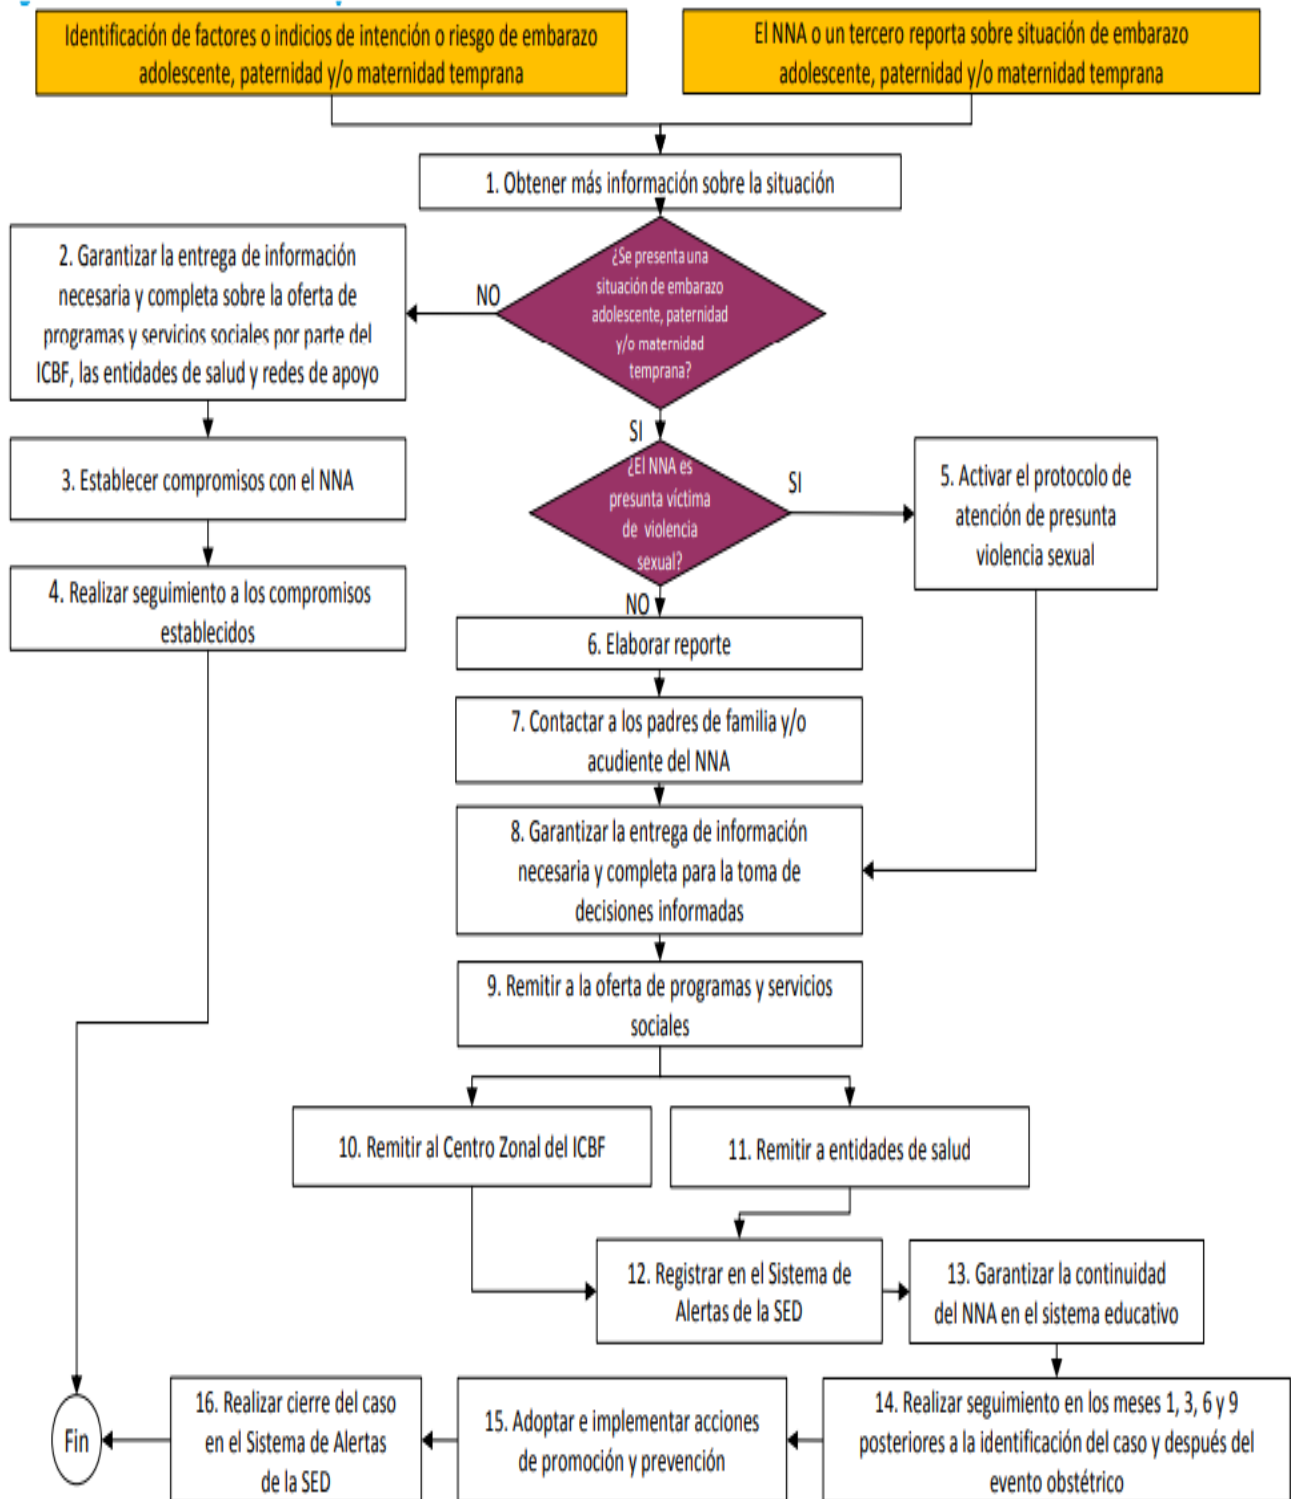 Identificación de factores o indicios de intención o riesgo de embarazo
adolescente, paternidad y/o maternidad temprana
El NNA o un tercero reporta sobre situación de embarazo
adolescente, paternidad y/o maternidad temprana
1. Obtener más información sobre la situación
¿Se presenta una
situación de embarazo
adolescente, paternidad
y/o maternidad
temprana?
NO
2. Garantizar la entrega de información
necesaria y completa sobre la oferta de
programas y servicios sociales por parte del
ICBF, las entidades de salud y redes de apoyo
3. Establecer compromisos con el NNA
4. Realizar seguimiento a los compromisos
establecidos
SI
¿El NNA es
presunta víctima
de violencia
sexual?
SI
5. Activar el protocolo de
atención de presunta
violencia sexual
NO
6. Elaborar reporte
7. Contactar a los padres de familia y/o
acudiente del NNA
8. Garantizar la entrega de información
necesaria y completa para la toma de
decisiones informadas
9. Remitir a la oferta de programas y servicios
sociales
10. Remitir al Centro Zonal del ICBF
11. Remitir a entidades de salud
12. Registrar en el Sistema de
Alertas de la SED
13. Garantizar la continuidad
del NNA en el sistema educativo
14. Realizar seguimiento en los meses 1, 3, 6 y 9
posteriores a la identificación del caso y después del
evento obstétrico
15. Adoptar e implementar acciones
de promoción y prevención
16. Realizar cierre del caso
en el Sistema de Alertas
de la SED
Fin